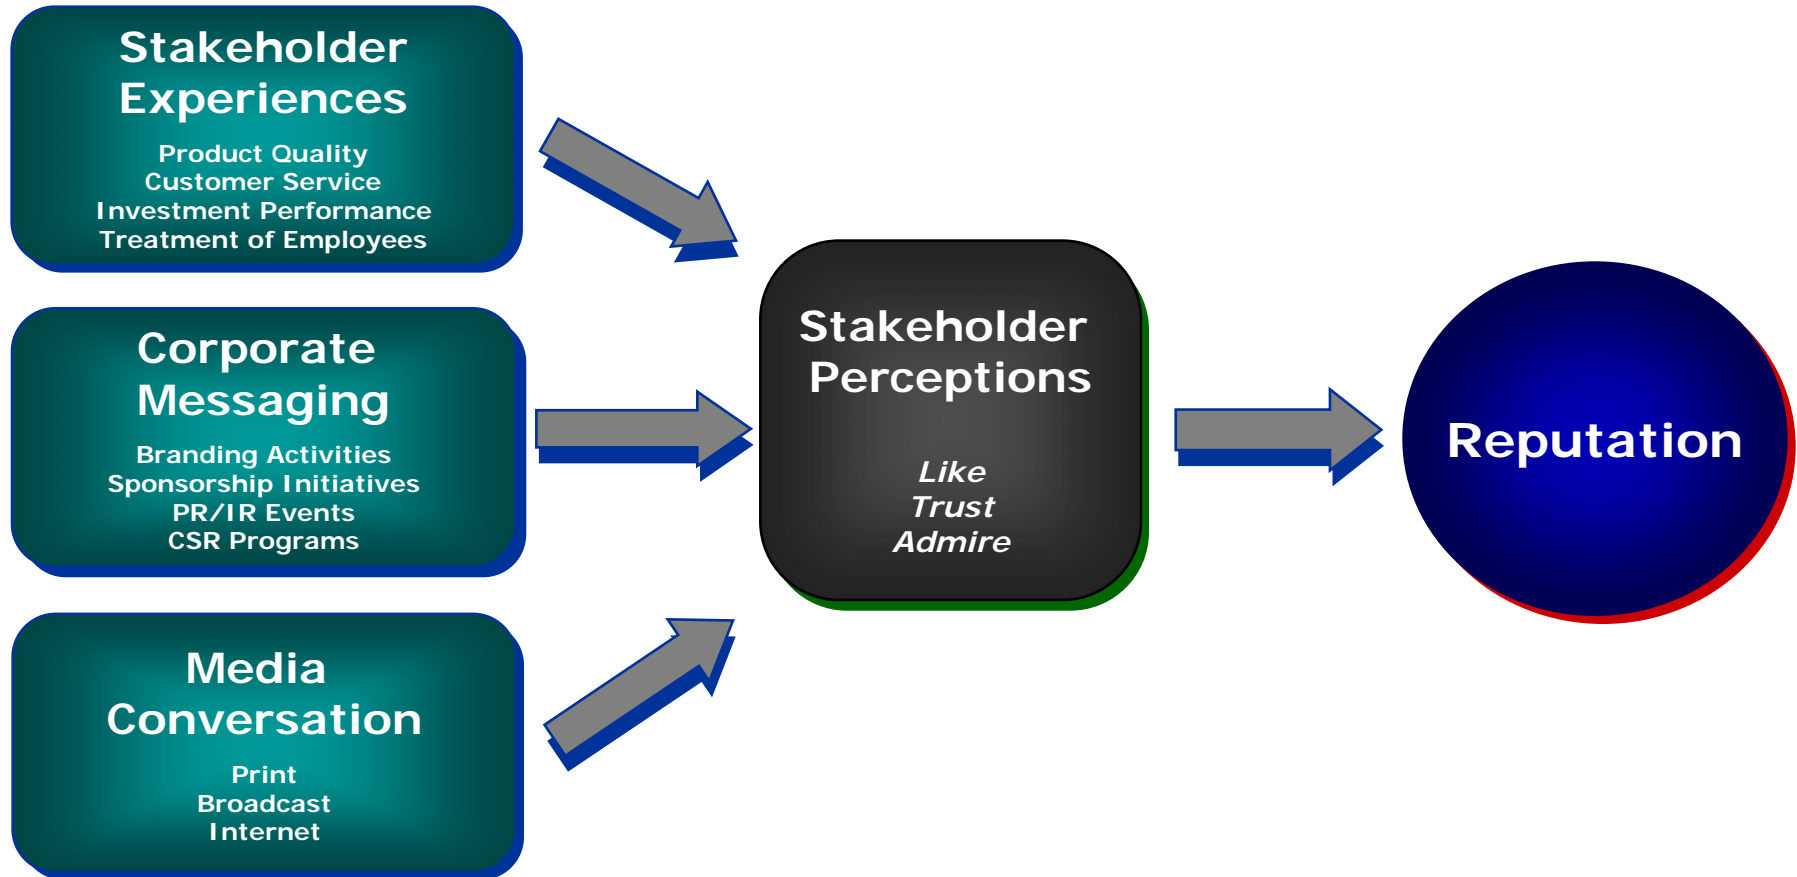 Stakeholder
Experiences
Product Quality
Customer Service
Investment Performance
Treatment of Employees
Corporate
Messaging
Branding Activities
Sponsorship Initiatives
PR/IR Events
CSR Programs
Media
Conversation
Print
Broadcast
Internet
Stakeholder
Perceptions
Like
Trust
Admire
Reputation